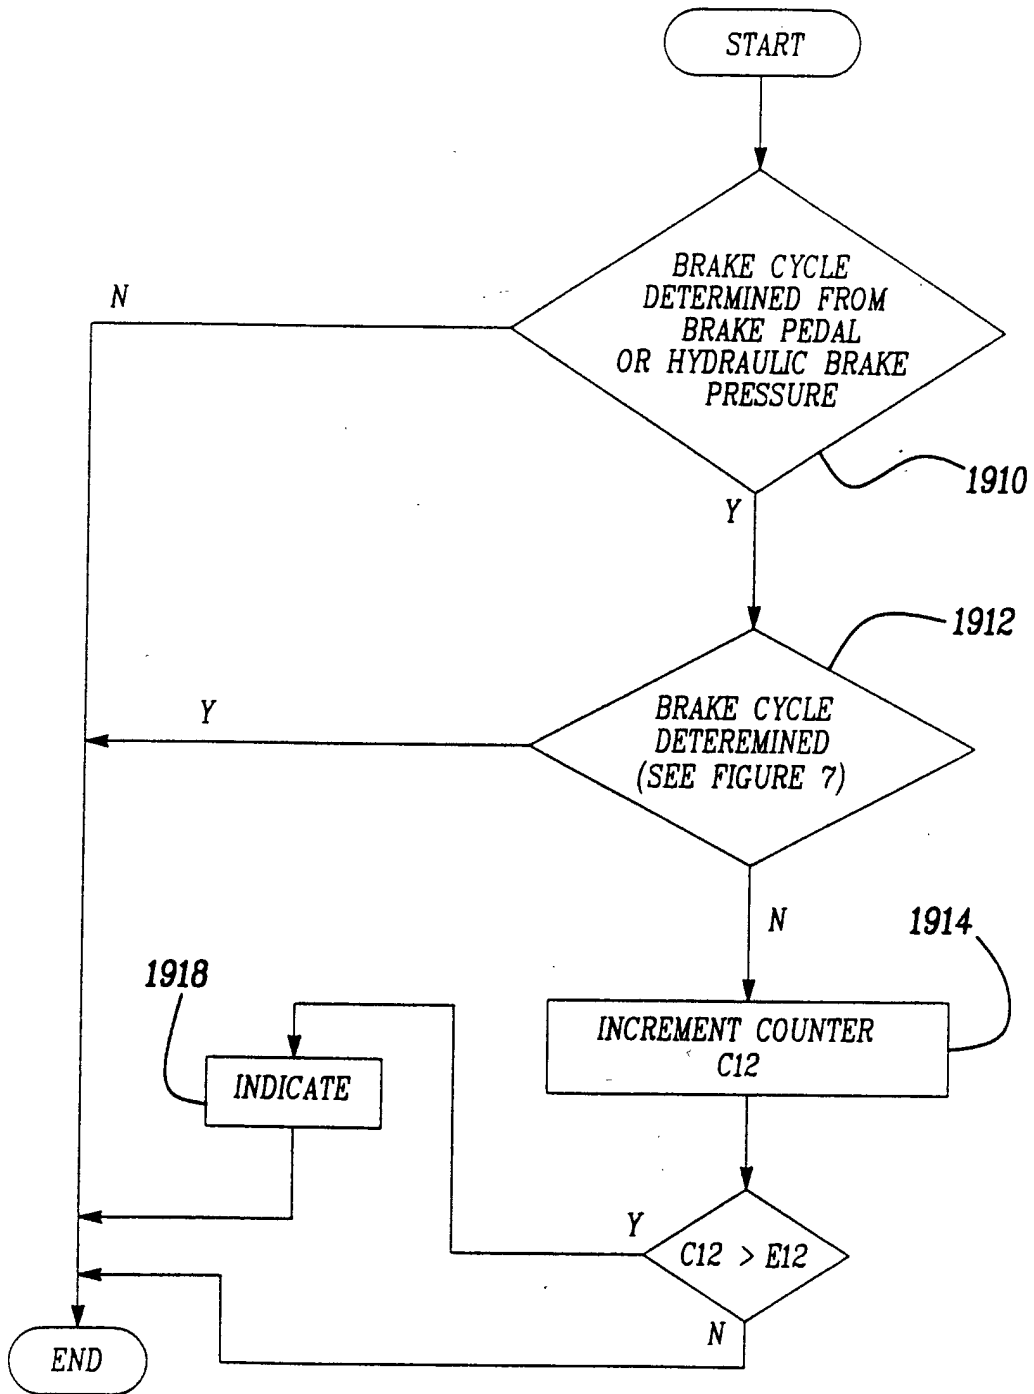 START
BRAKE CYCLE
DETERMINED FROM
BRAKE PEDAL
OR HYDRAULIC BRAKE
PRESSURE
N
1910
Y
1912
BRAKE CYCLE
DETEREMINED
(SEE FIGURE 7)
Y
N
1914
1918
INCREMENT COUNTER
C12
INDICATE
Y
C12 > E12
N
END